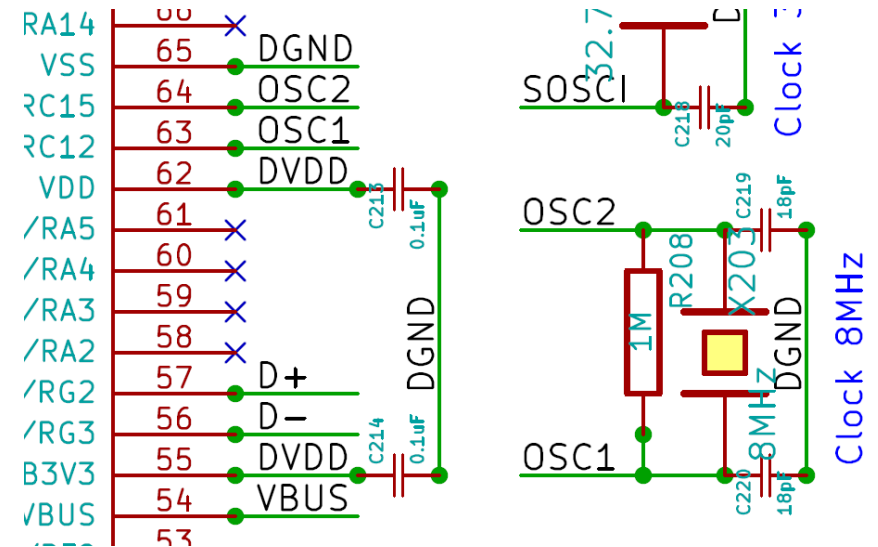 RA14
66
VSS
65
DGND
RC15
64
OSC2
RC12
63
OSC1
VDD
62
DVDD
C213
0.1uF
/RA5
61
/RA4
60
/RA3
59
/RA2
58
DGND
/RG2
57
D+
/RG3
56
D-
B3V3
55
DVDD
C214
0.1uF
VBUS
54
VBUS
53
32.7
SOSCI
C218
20pF
Clock
OSC2
C219
18pF
R208
1M
X203
8MHz
DGND
OSC1
C220
18pF
Clock 8MHz